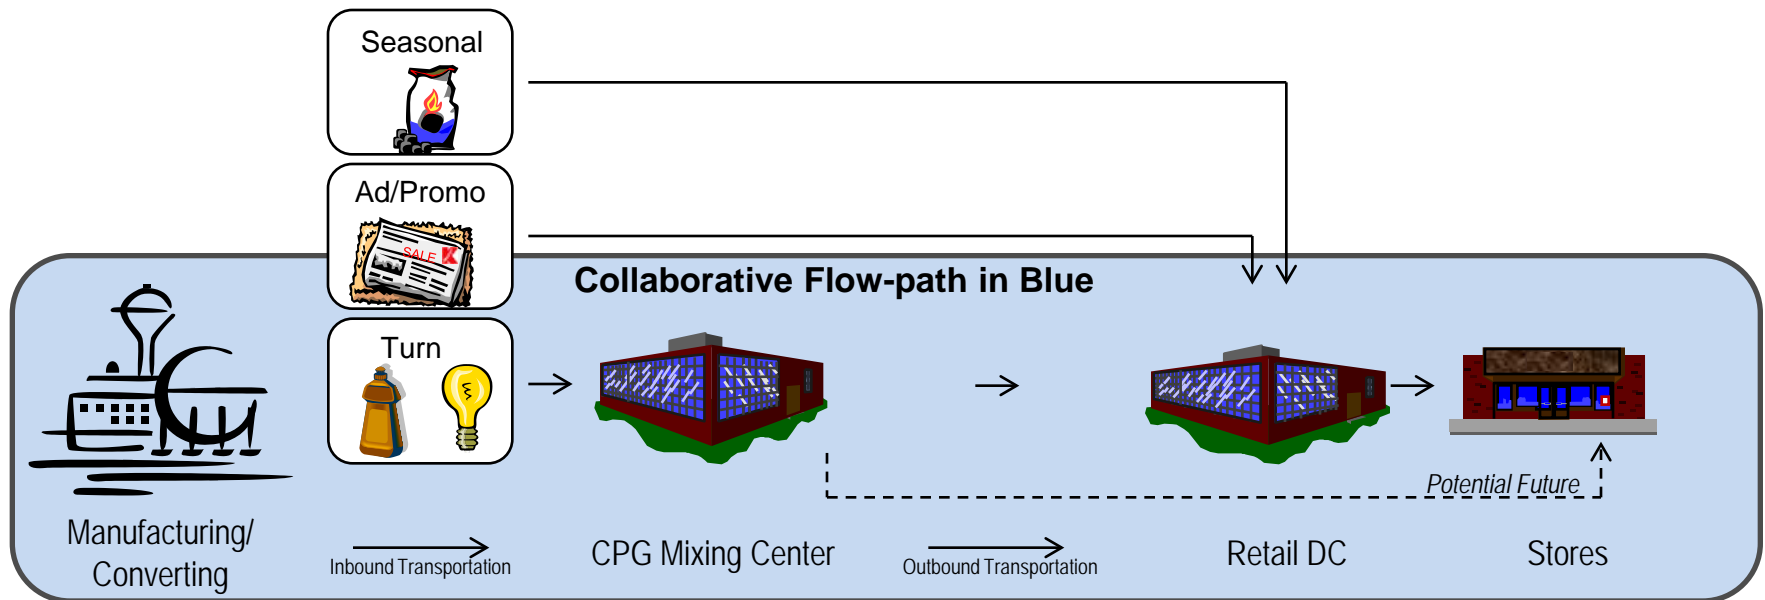 Seasonal
Ad/Promo
SALE
K
Collaborative Flow-path in Blue
Turn
Potential Future
Manufacturing/
Converting
Inbound Transportation
CPG Mixing Center
Outbound Transportation
Retail DC
Stores